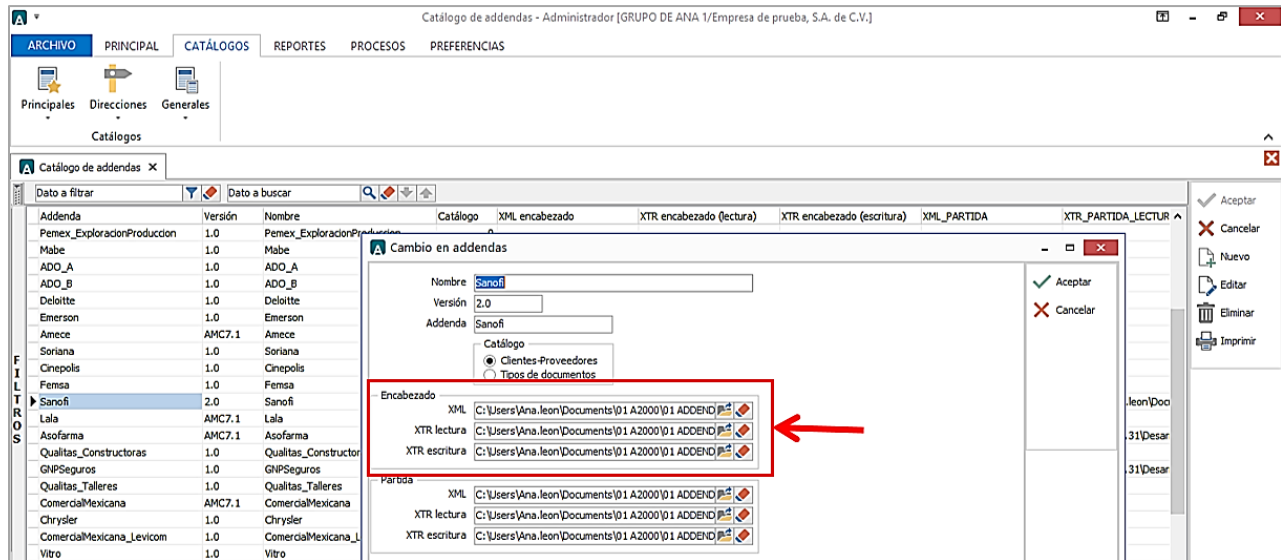 Catálogo de addendas - Administrador [GRUPO DE ANA 1/Empresa de prueba, S.A. de C.V.]
ARCHIVO PRINCIPAL CATÁLOGOS REPORTES PROCESOS PREFERENCIAS
Principales Direcciones Generales
Catálogos
Catálogo de addendas
Dato a filtrar Dato a buscar
Addenda Versión Nombre Catálogo XML encabezado XTR encabezado (lectura) XTR encabezado (escritura) XML_PARTIDA XTR_PARTIDA_LECTUR
Pemex_ExploracionProduccion 1.0 Pemex_ExploracionProduccion 0
Mabe 1.0 Mabe
ADO_A 1.0 ADO_A
ADO_B 1.0 ADO_B
Deloitte 1.0 Deloitte
Emerson 1.0 Emerson
Amece AMC7.1 Amece
Soriana 1.0 Soriana
Cinepolis 1.0 Cinepolis
Femsa 1.0 Femsa
Sanofi 2.0 Sanofi .leon\Docu
Lala AMC7.1 Lala
Asofarma AMC7.1 Asofarma .31\Desar
Qualitas_Constructoras 1.0 Qualitas_Constructor
GNPSeguros 1.0 GNPSeguros .31\Desar
Qualitas_Talleres 1.0 Qualitas_Talleres
ComercialMexicana AMC7.1 ComercialMexicana
Chrysler 1.0 Chrysler
ComercialMexicana_Levicom 1.0 ComercialMexicana_L
Vitro 1.0 Vitro
FILTROS
Cambio en addendas
Nombre Sanofi
Versión 2.0
Addenda Sanofi
Catálogo
Clientes-Proveedores
Tipos de documentos
Encabezado
XML C:\Users\Ana.leon\Documents\01 A2000\01 ADDEND
XTR lectura C:\Users\Ana.leon\Documents\01 A2000\01 ADDEND
XTR escritura C:\Users\Ana.leon\Documents\01 A2000\01 ADDEND
Partida
XML C:\Users\Ana.leon\Documents\01 A2000\01 ADDEND
XTR lectura C:\Users\Ana.leon\Documents\01 A2000\01 ADDEND
XTR escritura C:\Users\Ana.leon\Documents\01 A2000\01 ADDEND
Aceptar
Cancelar
Aceptar
Cancelar
Nuevo
Editar
Eliminar
Imprimir